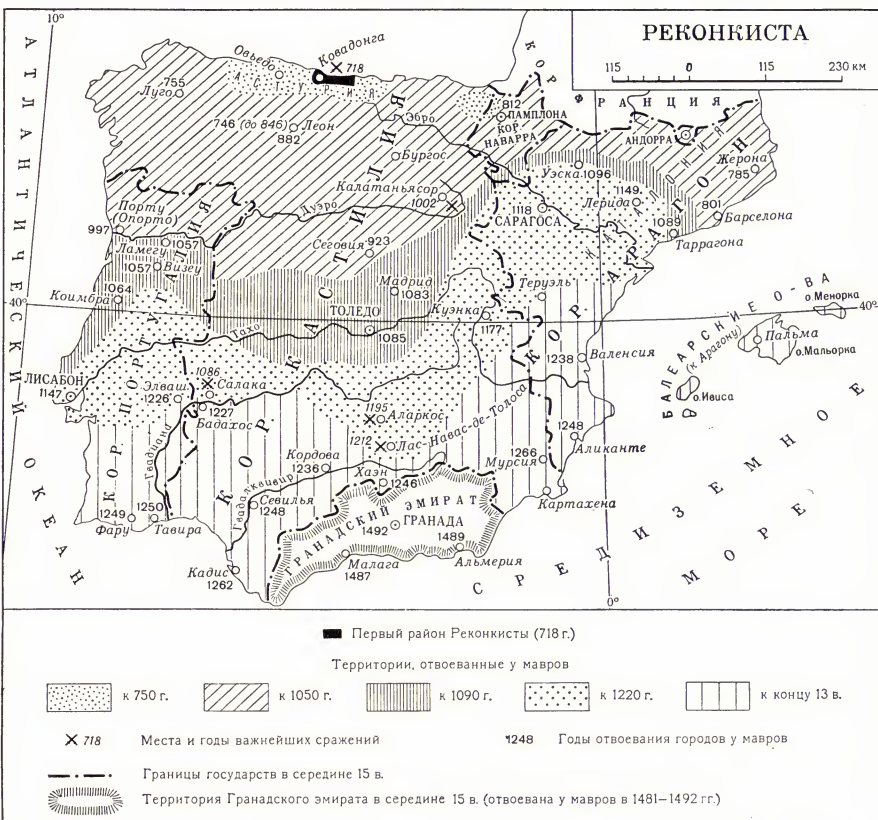 РЕКОНКИСТА
115 0 115 230 км
10°
АТЛАНТИЧЕСКИЙ
ОКЕАН
Овьедо
Ковадонга
718
АСТУРИЯ
КОР. ФРАНЦИЯ
755
Луго
746 (до 846) Леон
882
Эбро
812
ПАМПЛОНА
КОР.
НАВАРРА
АНДОРРА
Бургос
Уэска 1096
Жерона
785
КАТАЛОНИЯ
Калатаньясор
1002
1149
Лерида
1118
САРАГОСА
801
Барселона
1089
Таррагона
Порту
(Опорто)
997
Дуэро
1057
Ламегу
1057 Визеу
Сеговия 923
1064
Коимбра
Мадрид
1083
Теруэль
40°
ТОЛЕДО
1085
Куэнка
1177
Тахо
1238 Валенсия
БАЛЕАРСКИЕ О-ВА
(к Арагону)
о.Менорка
40°
Пальма
о.Мальорка
о.Ивиса
ЛИСАБОН
1147
Элваш
1226
1086
Салака
1227
Бадахос
1195
Аларкос
1212
Лас-Навас-де-Толоса
КОР ПОРТУГАЛИЯ
КОР КАСТИЛИЯ
КОР АРАГОН
Гвадиана
Гвадалквивир
Кордова
1236
Хаэн
1246
1266
Мурсия
1248
Аликанте
Картахена
1249
Фару
1250
Тавира
Севилья
1248
ГРАНАДСКИЙ ЭМИРАТ
1492 ГРАНАДА
1489
Альмерия
Малага
1487
Кадис
1262
СРЕДИЗЕМНОЕ
МОРЕ
0°
Первый район Реконкисты (718 г.)
Территории, отвоеванные у мавров
к 750 г.
к 1050 г.
к 1090 г.
к 1220 г.
к концу 13 в.
718 Места и годы важнейших сражений
1248 Годы отвоевания городов у мавров
Границы государств в середине 15 в.
Территория Гранадского эмирата в середине 15 в. (отвоевана у мавров в 1481–1492 гг.)